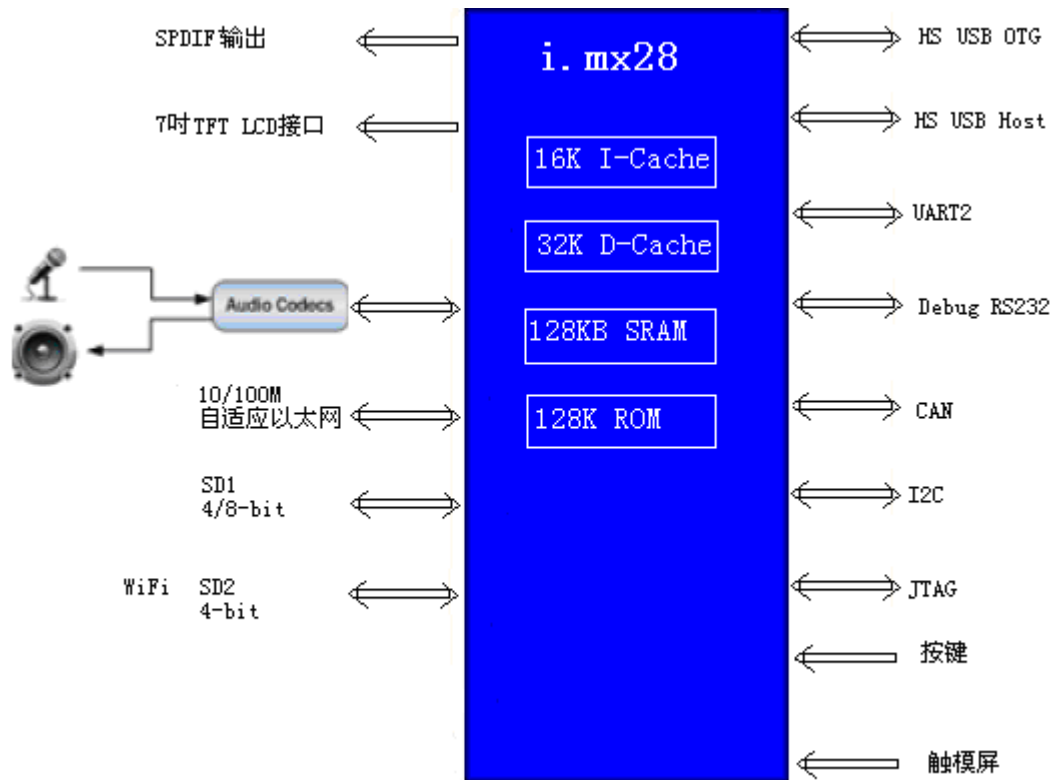 SPDIF输出
7吋TFT LCD接口
Audio Codecs
10/100M
自适应以太网
SD1
4/8-bit
WiFi SD2
4-bit
i.mx28
16K I-Cache
32K D-Cache
128KB SRAM
128K ROM
HS USB OTG
HS USB Host
UART2
Debug RS232
CAN
I2C
JTAG
按键
触模屏